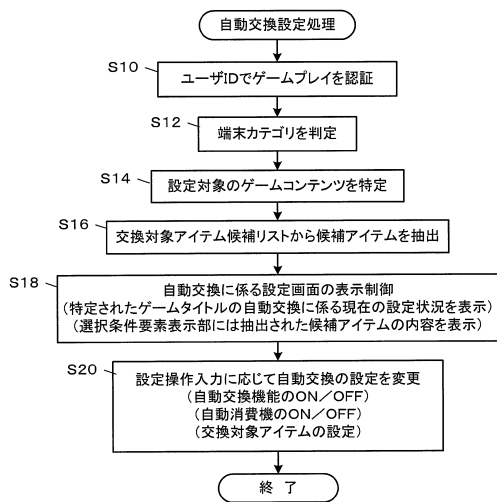 自動交換設定処理
S10
ユーザIDでゲームプレイを認証
S12
端末カテゴリを判定
S14
設定対象のゲームコンテンツを特定
S16
交換対象アイテム候補リストから候補アイテムを抽出
S18
自動交換に係る設定画面の表示制御
(特定されたゲームタイトルの自動交換に係る現在の設定状況を表示)
(選択条件要素表示部には抽出された候補アイテムの内容を表示)
S20
設定操作入力に応じて自動交換の設定を変更
(自動交換機能のON/OFF)
(自動消費機のON/OFF)
(交換対象アイテムの設定)
終 了